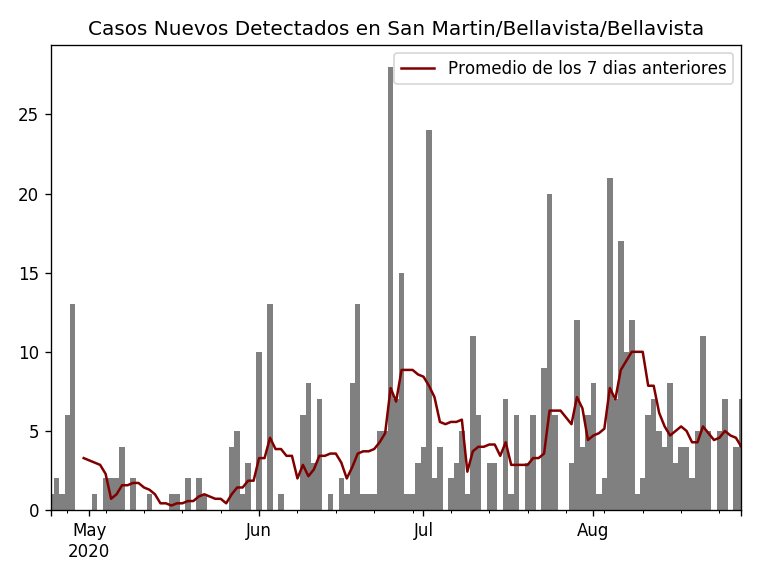 Casos Nuevos Detectados en San Martin/Bellavista/Bellavista
Promedio de los 7 dias anteriores
25
20
15
10
5
0
May Jun Jul Aug
2020